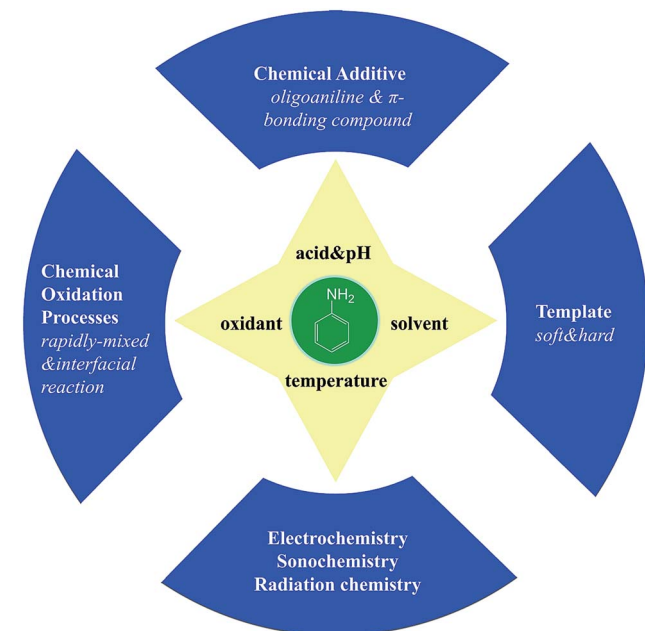 Chemical Additive
oligoaniline & π-
bonding compound
Chemical
Oxidation
Processes
rapidly-mixed
&interfacial
reaction
acid&pH
NH₂
oxidant
solvent
temperature
Template
soft&hard
Electrochemistry
Sonochemistry
Radiation chemistry